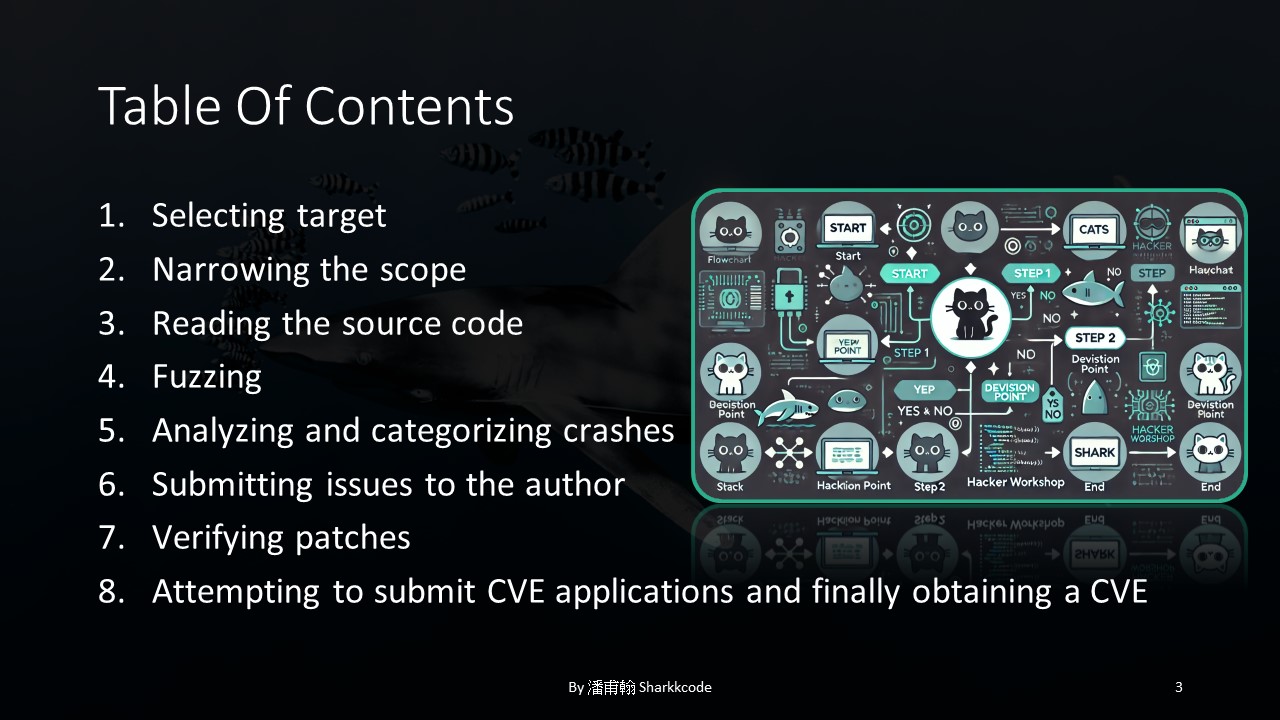 Table Of Contents
1. Selecting target
2. Narrowing the scope
3. Reading the source code
4. Fuzzing
5. Analyzing and categorizing crashes
6. Submitting issues to the author
7. Verifying patches
8. Attempting to submit CVE applications and finally obtaining a CVE
Flowchart
START
Start
CATS
HACKER
Hauchat
START
STEP 1
NO
STEP
YES NO
NO
STEP 2
POINT
STEP 1
NO
Devistion
Point
YEP
DEVISION
POINT
YS
NO
YES & NO
Decistion
Point
Devistion
Point
HACKER
WORSHOP
SHARK
Stack
Hackiion Point
Step2
Hacker Workshop
End
End
By 潘甫翰 Sharkkcode
3